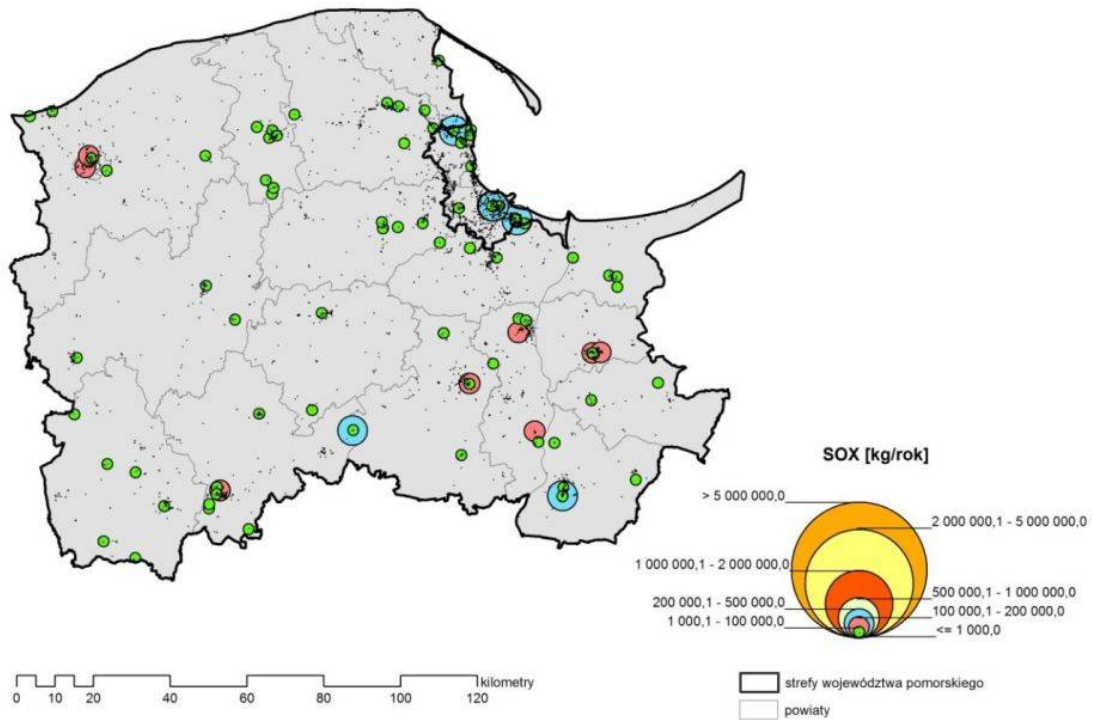 SOX [kg/rok]
> 5 000 000,0
2 000 000,1 - 5 000 000,0
1 000 000,1 - 2 000 000,0
500 000,1 - 1 000 000,0
200 000,1 - 500 000,0
100 000,1 - 200 000,0
1 000,1 - 100 000,0
<= 1 000,0
kilometry
0 10 20 40 60 80 100 120
strefy województwa pomorskiego
powiaty